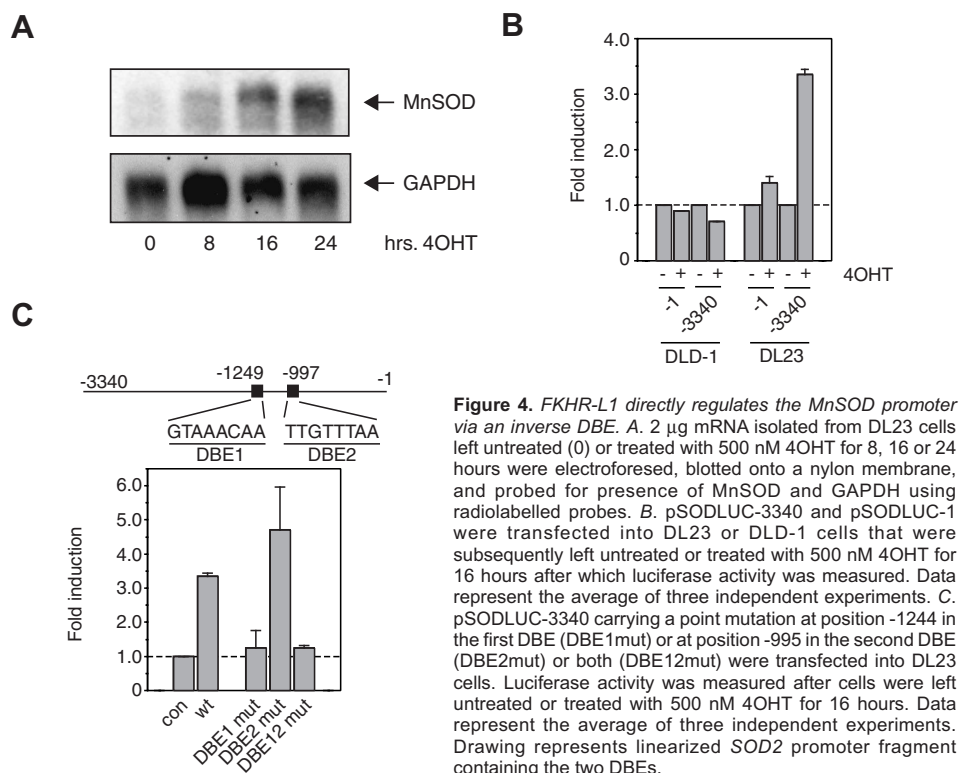 A
MnSOD
GAPDH
0 8 16 24 hrs. 4OHT
B
Fold induction
4.0
3.0
2.0
1.0
0
- + - + - + - + 4OHT
-1 -3340 -1 -3340
DLD-1 DL23
C
-3340 -1249 -997 -1
GTAAACAA TTGTTTAA
DBE1 DBE2
Fold induction
6.0
5.0
4.0
3.0
2.0
1.0
0
con wt DBE1 mut DBE2 mut DBE12 mut
Figure 4. FKHR-L1 directly regulates the MnSOD promoter
via an inverse DBE. A. 2 µg mRNA isolated from DL23 cells
left untreated (0) or treated with 500 nM 4OHT for 8, 16 or 24
hours were electroforesed, blotted onto a nylon membrane,
and probed for presence of MnSOD and GAPDH using
radiolabelled probes. B. pSODLUC-3340 and pSODLUC-1
were transfected into DL23 or DLD-1 cells that were
subsequently left untreated or treated with 500 nM 4OHT for
16 hours after which luciferase activity was measured. Data
represent the average of three independent experiments. C.
pSODLUC-3340 carrying a point mutation at position -1244 in
the first DBE (DBE1mut) or at position -995 in the second DBE
(DBE2mut) or both (DBE12mut) were transfected into DL23
cells. Luciferase activity was measured after cells were left
untreated or treated with 500 nM 4OHT for 16 hours. Data
represent the average of three independent experiments.
Drawing represents linearized SOD2 promoter fragment
containing the two DBEs.